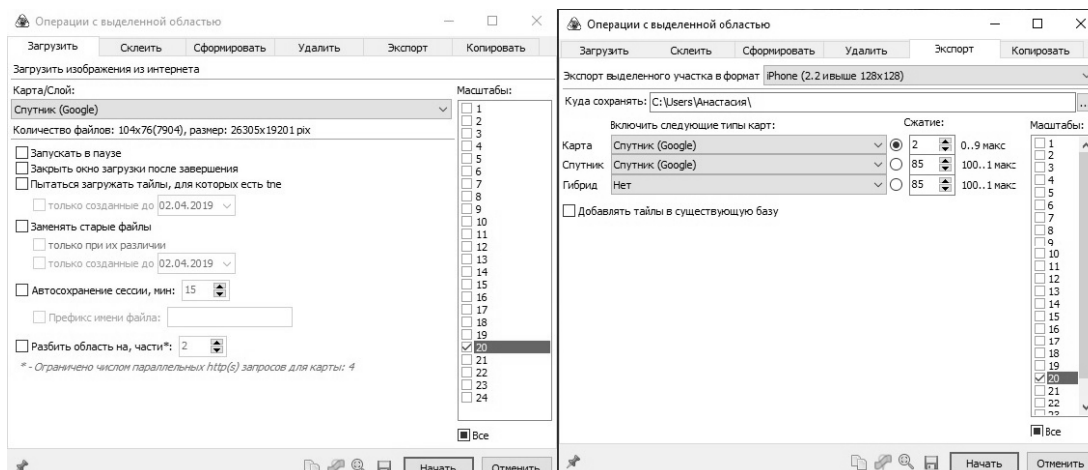 Операции с выделенной областью
Загрузить Склеить Сформировать Удалить Экспорт Копировать
Загрузить изображения из интернета
Карта/Слой:
Спутник (Google)
Количество файлов: 104x76(7904), размер: 26305x19201 pix
Запускать в паузе
Закрыть окно загрузки после завершения
Пытаться загружать тайлы, для которых есть tne
только созданные до 02.04.2019
Заменять старые файлы
только при их различии
только созданные до 02.04.2019
Автосохранение сессии, мин: 15
Префикс имени файла:
Разбить область на, части*: 2
* - Ограничено числом параллельных http(s) запросов для карты: 4
Масштабы:
1
2
3
4
5
6
7
8
9
10
11
12
13
14
15
16
17
18
19
20
21
22
23
24
Все
Начать Отменить
Операции с выделенной областью
Загрузить Склеить Сформировать Удалить Экспорт Копировать
Экспорт выделенного участка в формат iPhone (2.2 и выше 128x128)
Куда сохранять: C:\Users\Анастасия\ ...
Включить следующие типы карт: Сжатие:
Карта Спутник (Google) 2 0..9 макс
Спутник Спутник (Google) 85 100..1 макс
Гибрид Нет 85 100..1 макс
Добавлять тайлы в существующую базу
Масштабы:
1
2
3
4
5
6
7
8
9
10
11
12
13
14
15
16
17
18
19
20
21
22
23
Все
Начать Отменить